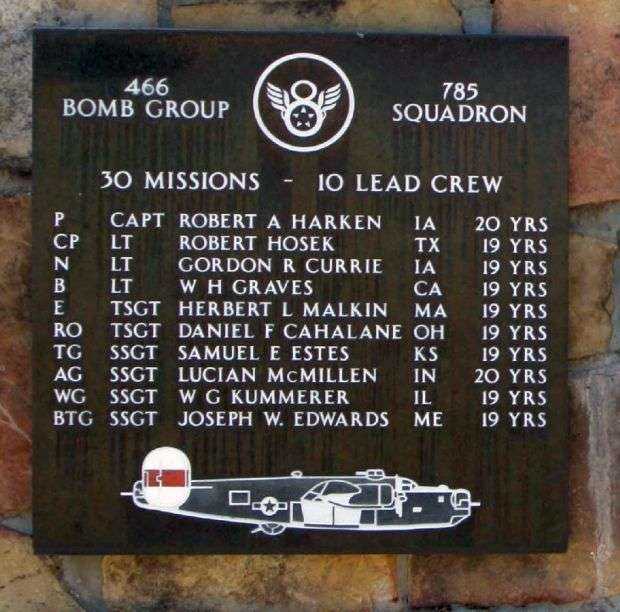 466 785
BOMB GROUP SQUADRON
8
30 MISSIONS - 10 LEAD CREW
P CAPT ROBERT A HARKEN IA 20 YRS
CP LT ROBERT HOSEK TX 19 YRS
N LT GORDON R CURRIE IA 19 YRS
B LT W H GRAVES CA 19 YRS
E TSGT HERBERT L MALKIN MA 19 YRS
RO TSGT DANIEL F CAHALANE OH 19 YRS
TG SSGT SAMUEL E ESTES KS 19 YRS
AG SSGT LUCIAN McMILLEN IN 20 YRS
WG SSGT W G KUMMERER IL 19 YRS
BTG SSGT JOSEPH W. EDWARDS ME 19 YRS